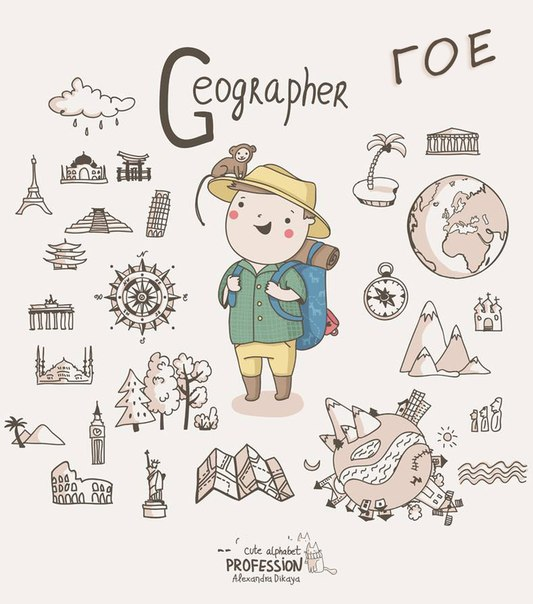 Geographer
ГОЕ
N
cute alphabet
PROFESSION
Alexandra Dikaya